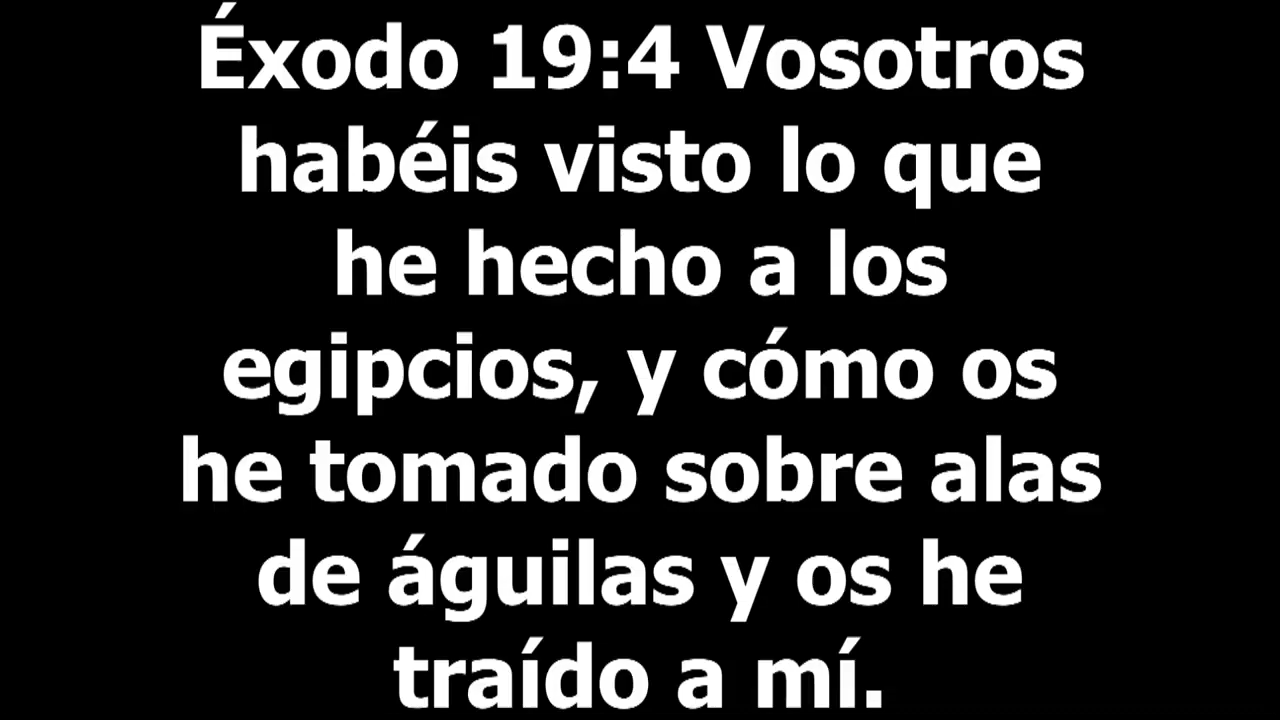 Éxodo 19:4 Vosotros
habéis visto lo que
he hecho a los
egipcios, y cómo os
he tomado sobre alas
de águilas y os he
traído a mí.